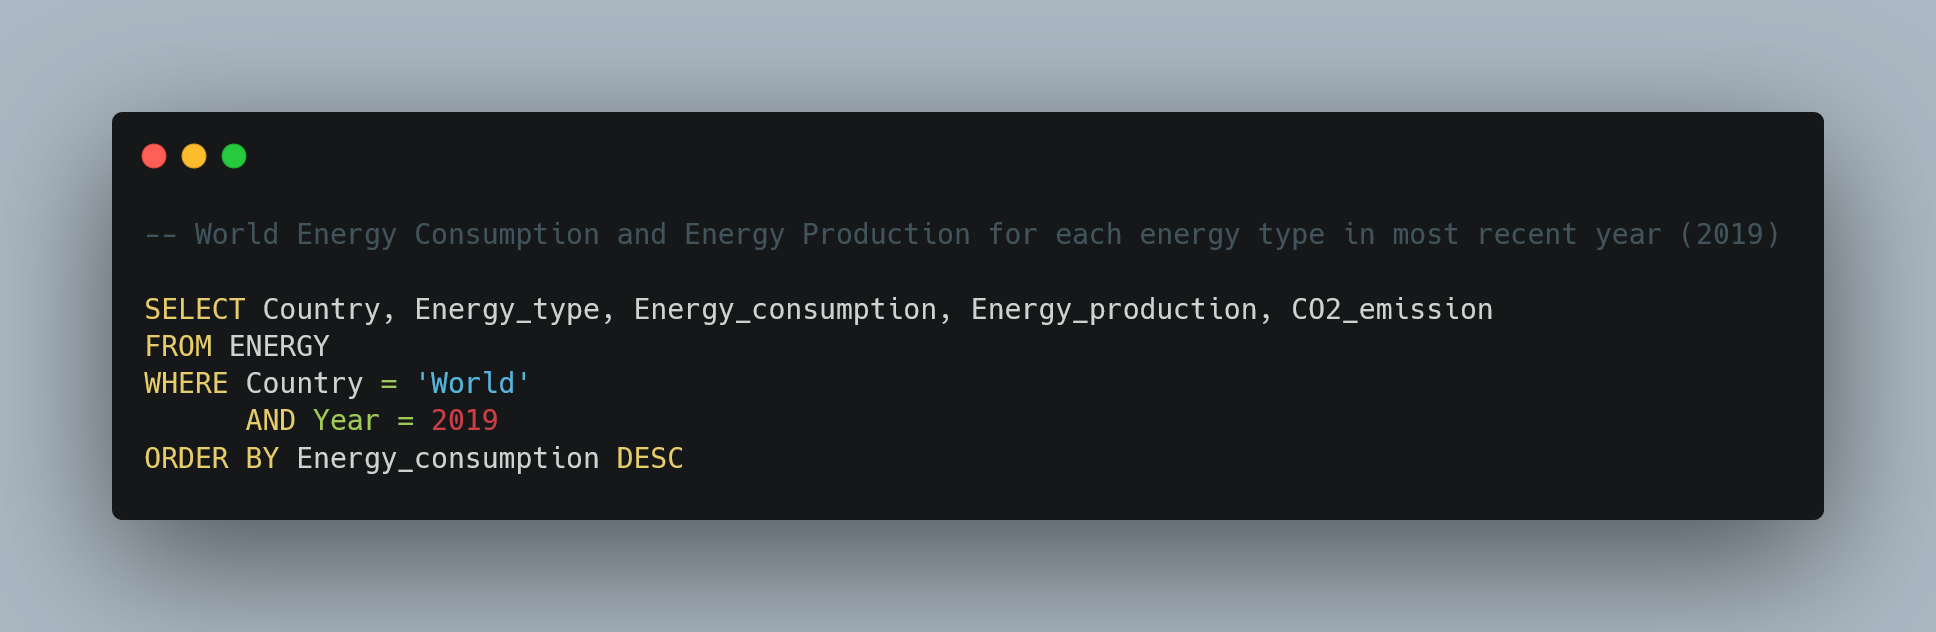 -- World Energy Consumption and Energy Production for each energy type in most recent year (2019)
SELECT Country, Energy_type, Energy_consumption, Energy_production, CO2_emission
FROM ENERGY
WHERE Country = 'World'
      AND Year = 2019
ORDER BY Energy_consumption DESC